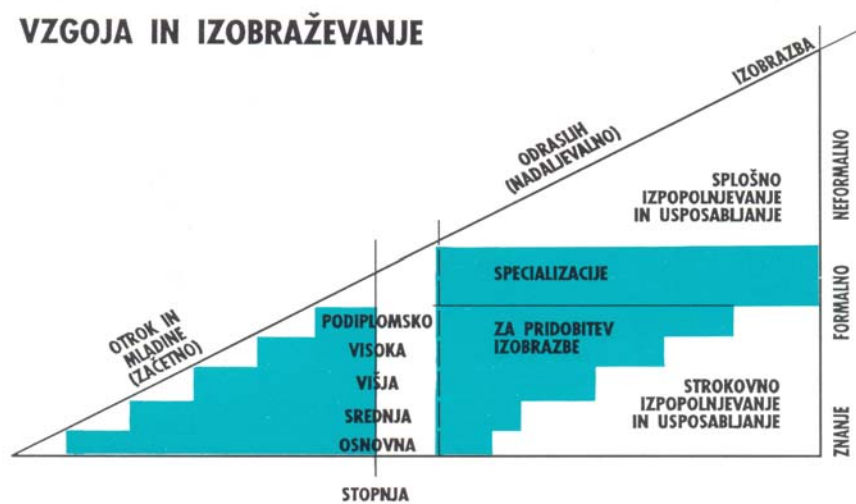 VZGOJA IN IZOBRAŽEVANJE
IZOBRAZBA
ODRASLIH
(NADALJEVALNO)
NEFORMALNO
SPLOŠNO
IZPOPOLNJEVANJE
IN USPOSABLJANJE
SPECIALIZACIJE
FORMALNO
OTROK IN
MLADINE
(ZAČETNO)
PODIPLOMSKO
VISOKA
VIŠJA
SREDNJA
OSNOVNA
ZA PRIDOBITEV
IZOBRAZBE
STROKOVNO
IZPOPOLNJEVANJE
IN USPOSABLJANJE
ZNANJE
STOPNJA